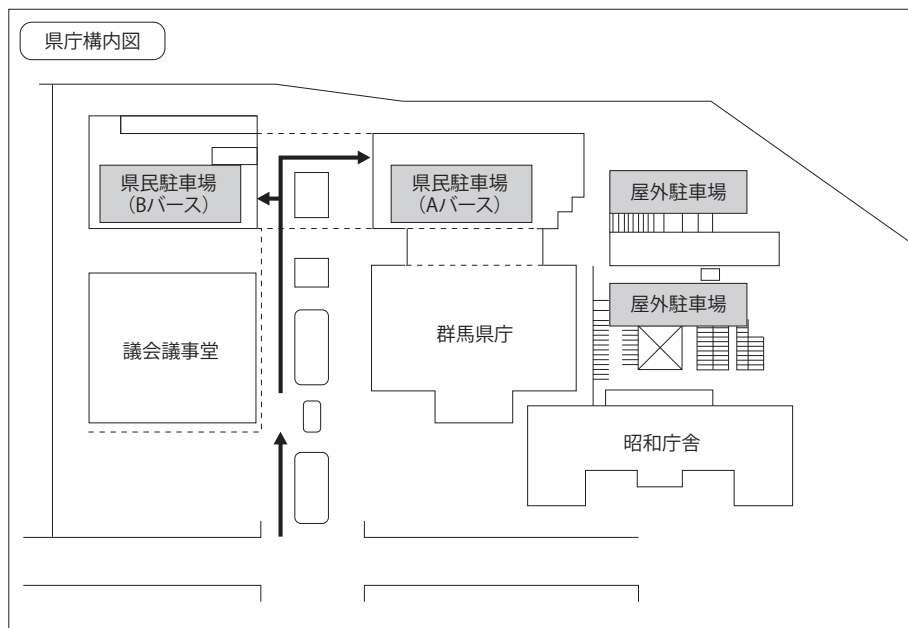 県庁構内図
県民駐車場
（Bバース）
県民駐車場
（Aバース）
屋外駐車場
屋外駐車場
議会議事堂
群馬県庁
昭和庁舎